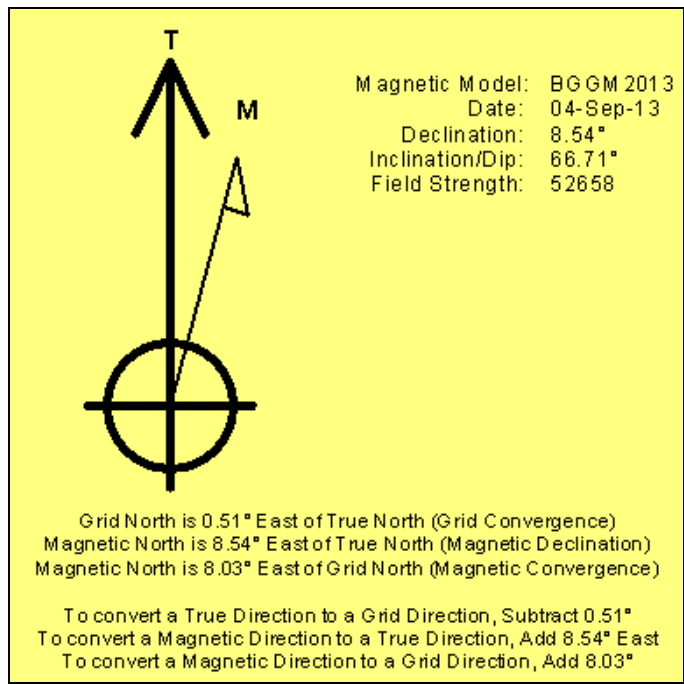 T
M
Magnetic Model: BGGM 2013
Date: 04-Sep-13
Declination: 8.54°
Inclination/Dip: 66.71°
Field Strength: 52658
Grid North is 0.51° East of True North (Grid Convergence)
Magnetic North is 8.54° East of True North (Magnetic Declination)
Magnetic North is 8.03° East of Grid North (Magnetic Convergence)
To convert a True Direction to a Grid Direction, Subtract 0.51°
To convert a Magnetic Direction to a True Direction, Add 8.54° East
To convert a Magnetic Direction to a Grid Direction, Add 8.03°